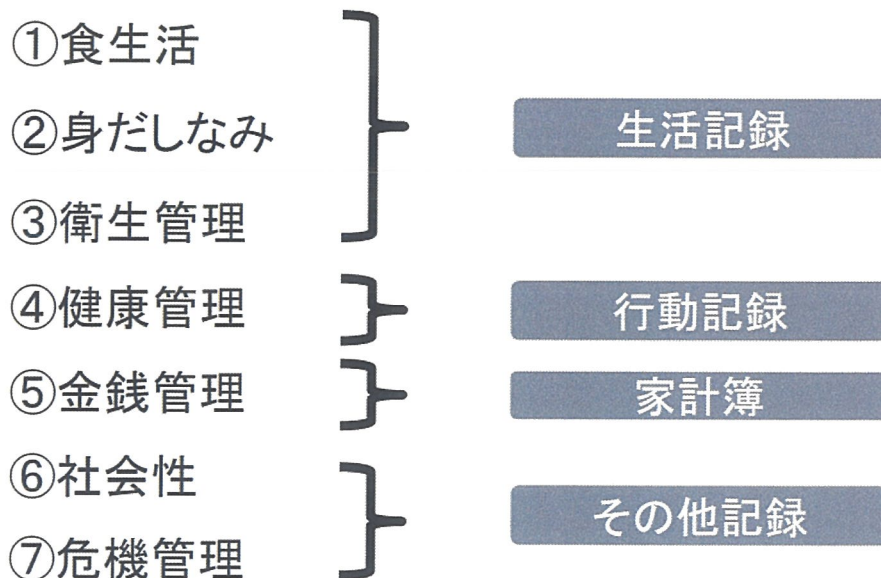 ①食生活
②身だしなみ
生活記録
③衛生管理
④健康管理
行動記録
⑤金銭管理
家計簿
⑥社会性
その他記録
⑦危機管理